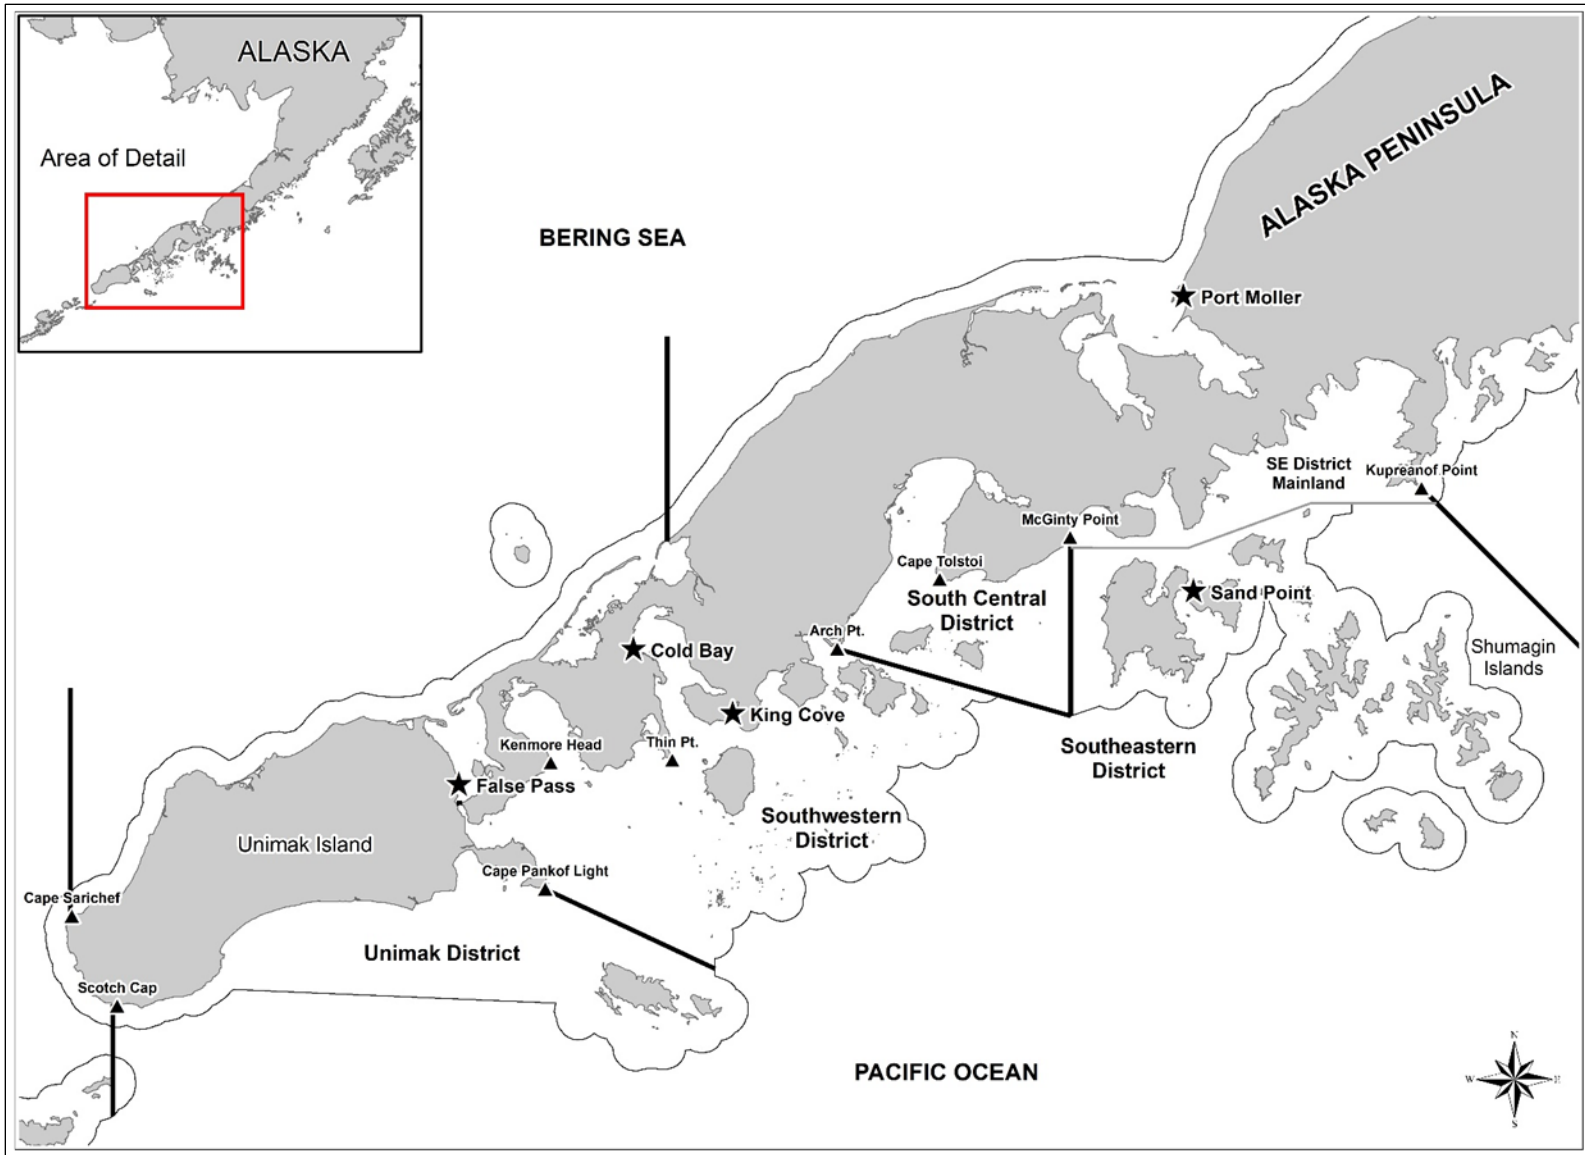 ALASKA
Area of Detail
BERING SEA
ALASKA PENINSULA
Port Moller
SE District
Mainland
Kupreanof Point
McGinty Point
Cape Tolstoi
South Central
District
Sand Point
Arch Pt.
Shumagin
Islands
Cold Bay
King Cove
Kenmore Head
Thin Pt.
Southeastern
District
False Pass
Southwestern
District
Unimak Island
Cape Pankof Light
Cape Sarichef
Unimak District
Scotch Cap
PACIFIC OCEAN
N
W
E
S